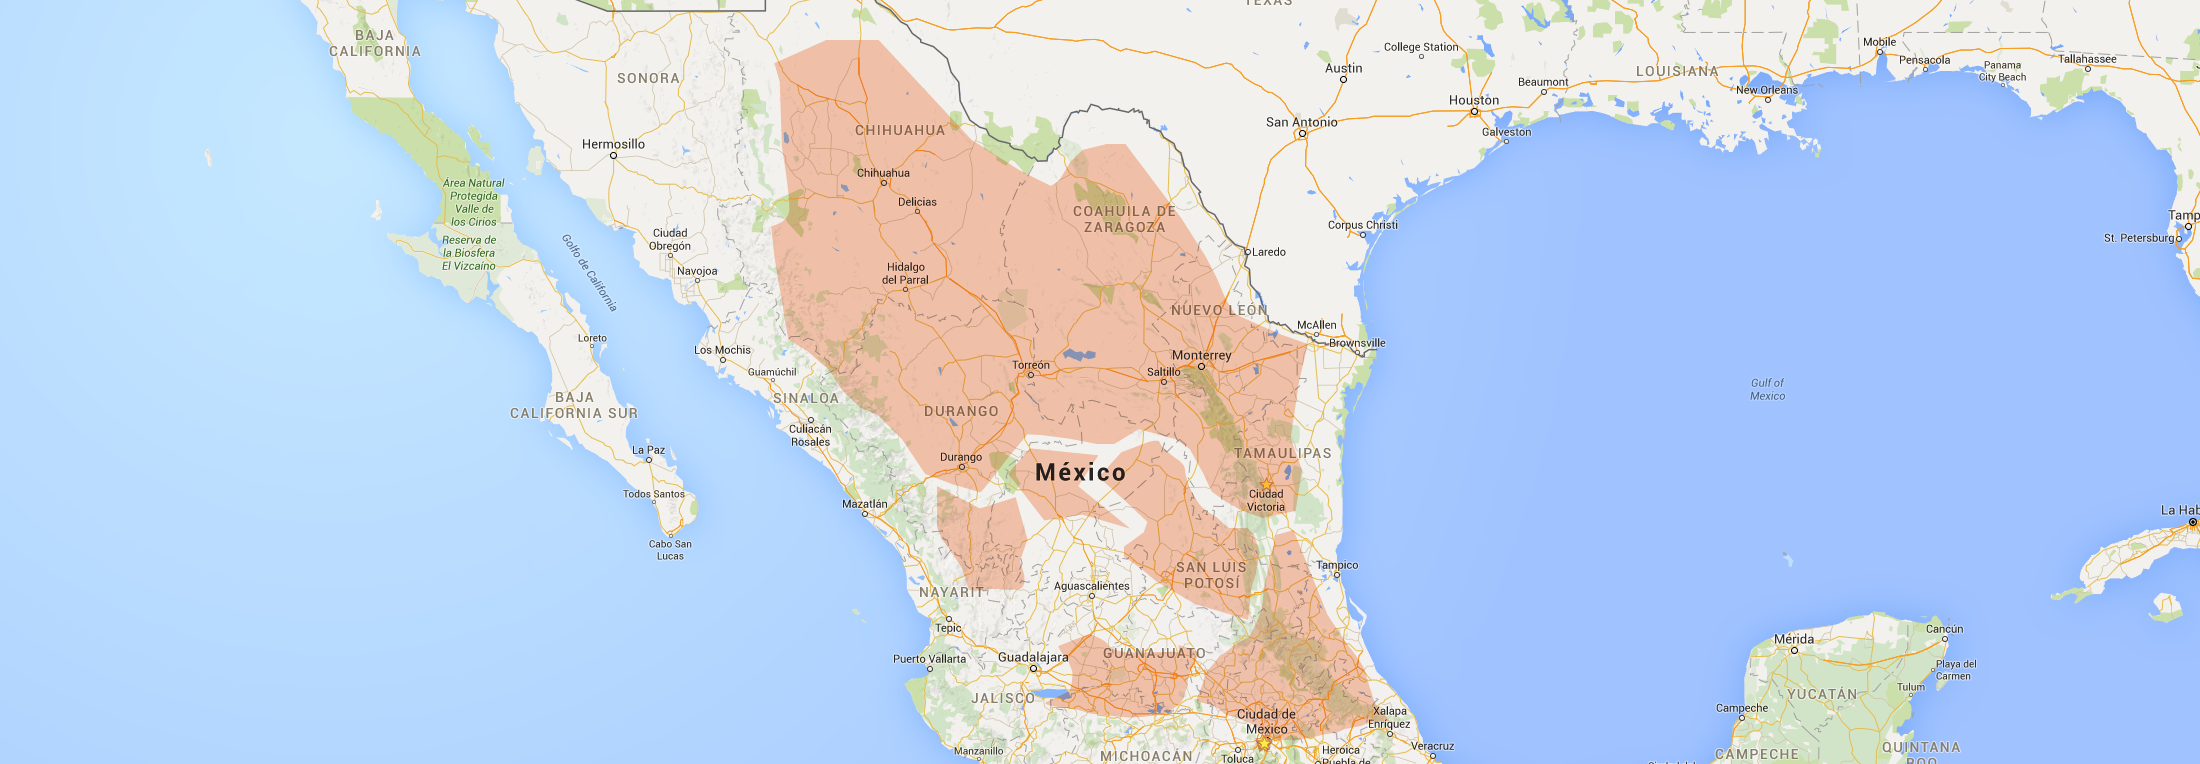 TEXAS
BAJA
CALIFORNIA
SONORA
College Station
Austin
Houston
Beaumont
LOUISIANA
Mobile
Pensacola
Panama
City Beach
Tallahassee
New Orleans
San Antonio
Galveston
CHIHUAHUA
Hermosillo
Chihuahua
Delicias
Área Natural
Protegida
Valle de
los Cirios
Reserva de
la Biosfera
El Vizcaíno
Golfo de California
Ciudad
Obregón
Navojoa
COAHUILA DE
ZARAGOZA
Corpus Christi
Laredo
Tamp
St. Petersburg
Hidalgo
del Parral
NUEVO LEÓN
McAllen
Brownsville
Loreto
Los Mochis
Guamúchil
Torreón
Monterrey
Saltillo
Gulf of
Mexico
BAJA
CALIFORNIA SUR
SINALOA
Culiacán
Rosales
DURANGO
La Paz
Durango
México
TAMAULIPAS
Todos Santos
Mazatlán
Ciudad
Victoria
La Hab
Cabo San
Lucas
Tampico
SAN LUIS
POTOSÍ
Aguascalientes
NAYARIT
Tepic
Mérida
Cancún
Puerto Vallarta
Guadalajara
GUANAJUATO
Playa del
Carmen
Tulum
YUCATÁN
JALISCO
Campeche
Ciudad de
México
Xalapa
Enríquez
Manzanillo
MICHOACÁN
Toluca
Heroica
Puebla de
Veracruz
CAMPECHE
QUINTANA
ROO